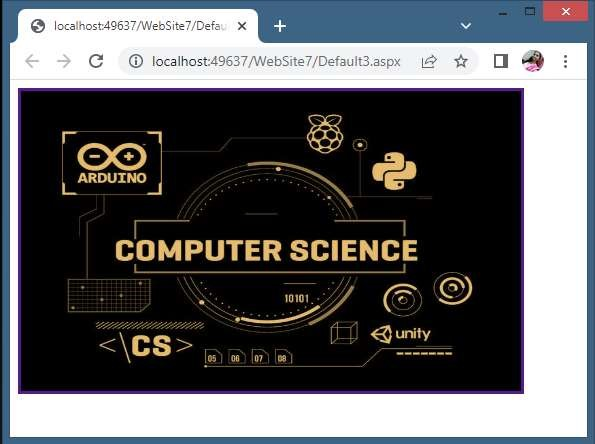 localhost:49637/WebSite7/Defau
localhost:49637/WebSite7/Default3.aspx
ARDUINO
COMPUTER SCIENCE
10101
<\CS>
05 06 07 08
unity